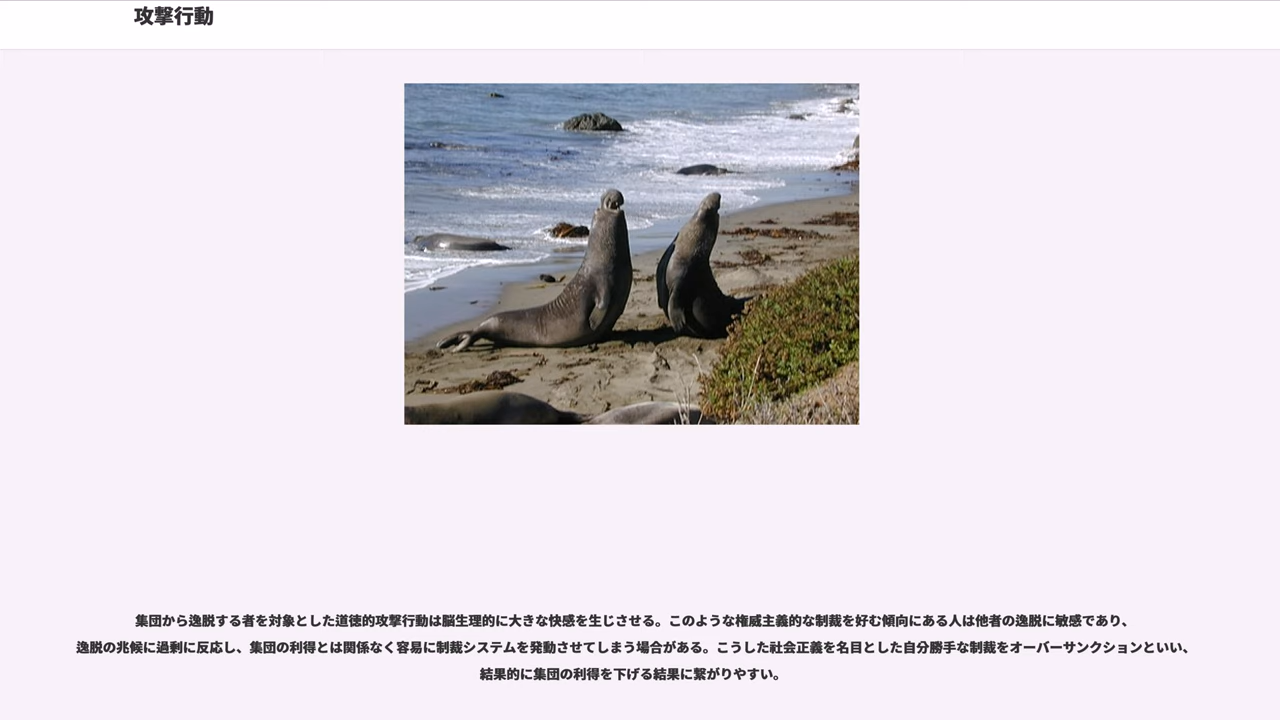 攻撃行動
集団から逸脱する者を対象とした道徳的攻撃行動は脳生理的に大きな快感を生じさせる。このような権威主義的な制裁を好む傾向にある人は他者の逸脱に敏感であり、
逸脱の兆候に過剰に反応し、集団の利得とは関係なく容易に制裁システムを発動させてしまう場合がある。こうした社会正義を名目とした自分勝手な制裁をオーバーサンクションといい、
結果的に集団の利得を下げる結果に繋がりやすい。